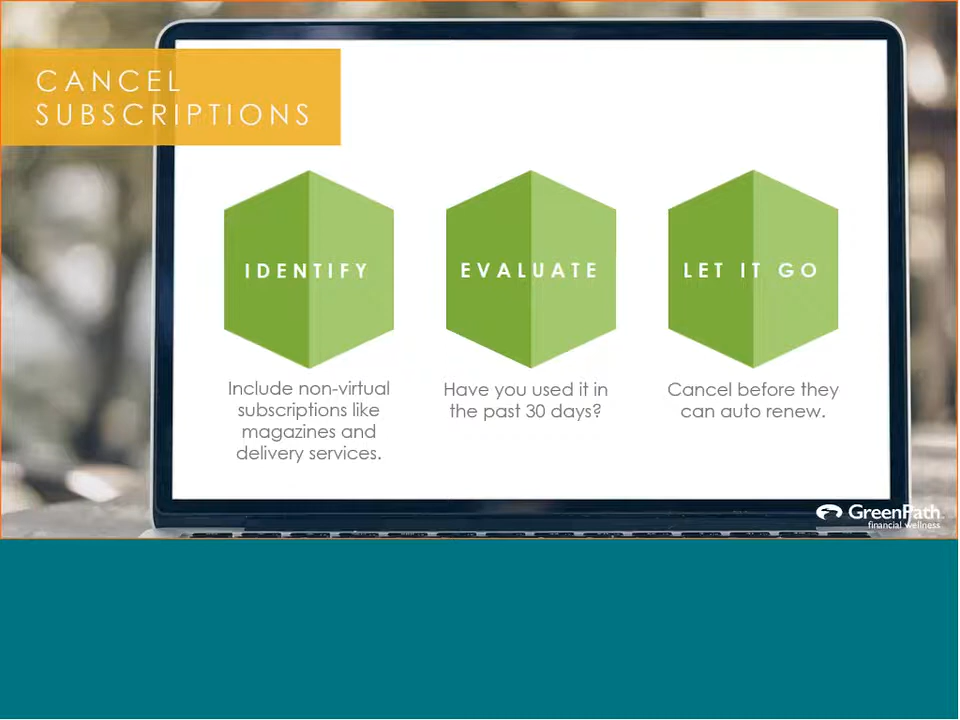 CANCEL
SUBSCRIPTIONS
IDENTIFY
Include non-virtual
subscriptions like
magazines and
delivery services.
EVALUATE
Have you used it in
the past 30 days?
LET IT GO
Cancel before they
can auto renew.
GreenPath
financial wellness